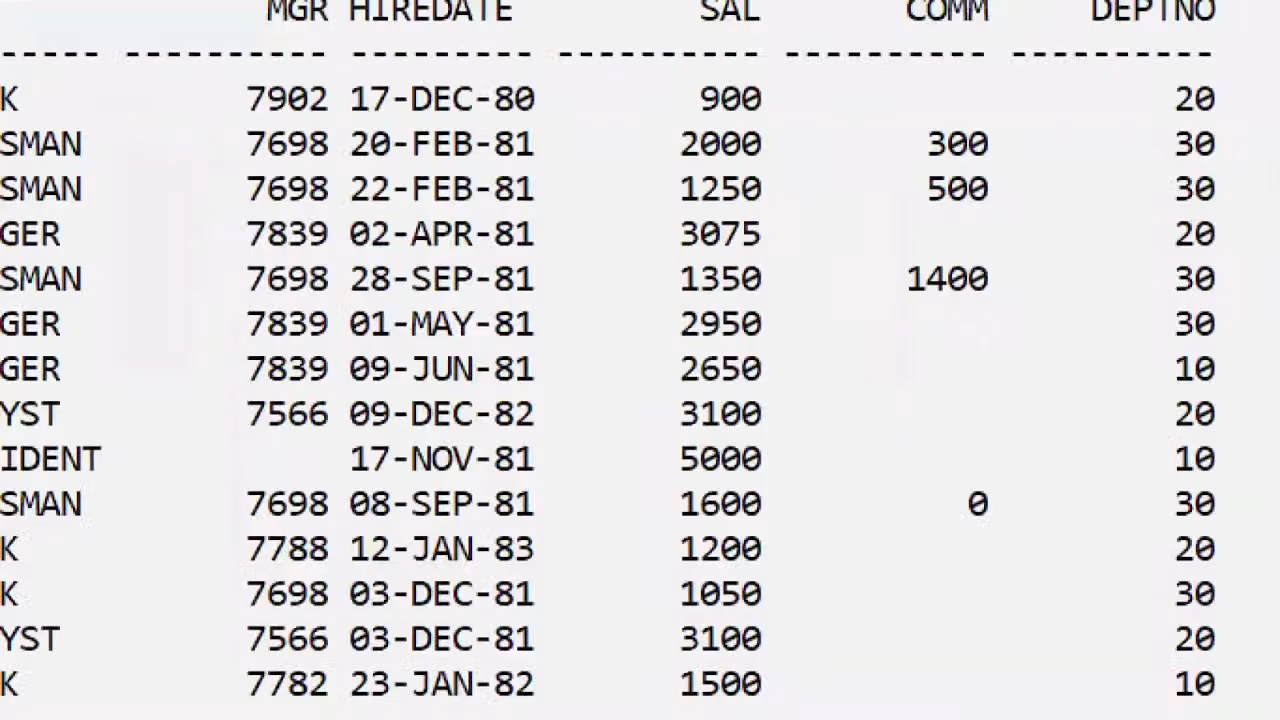 MGR HIREDATE SAL COMM DEPTNO
----- ---------- --------- ---------- ---------- ----------
K 7902 17-DEC-80 900 20
SMAN 7698 20-FEB-81 2000 300 30
SMAN 7698 22-FEB-81 1250 500 30
GER 7839 02-APR-81 3075 20
SMAN 7698 28-SEP-81 1350 1400 30
GER 7839 01-MAY-81 2950 30
GER 7839 09-JUN-81 2650 10
YST 7566 09-DEC-82 3100 20
IDENT 17-NOV-81 5000 10
SMAN 7698 08-SEP-81 1600 0 30
K 7788 12-JAN-83 1200 20
K 7698 03-DEC-81 1050 30
YST 7566 03-DEC-81 3100 20
K 7782 23-JAN-82 1500 10